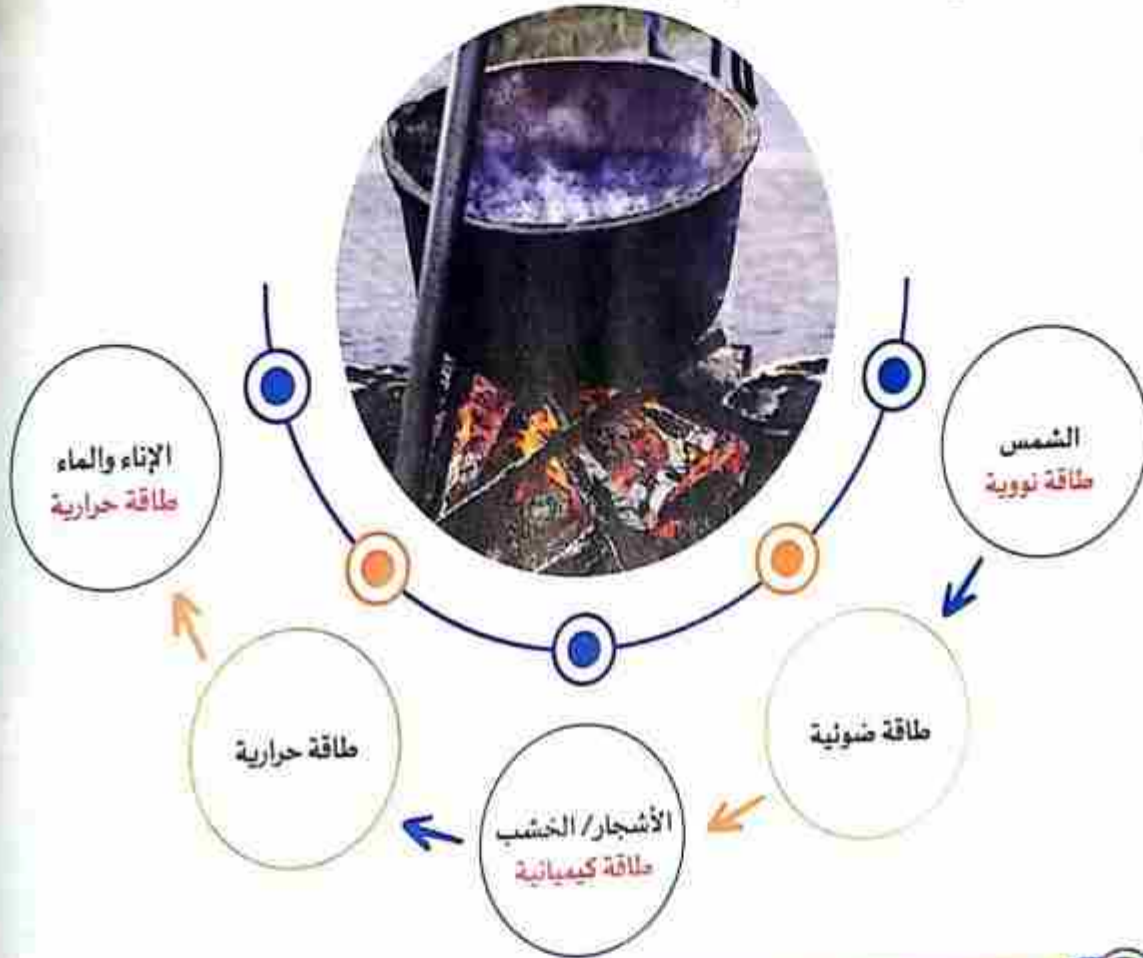 الشمس
طاقة نووية
طاقة ضوئية
الأشجار/ الخشب
طاقة كيميائية
طاقة حرارية
الإناء والماء
طاقة حرارية